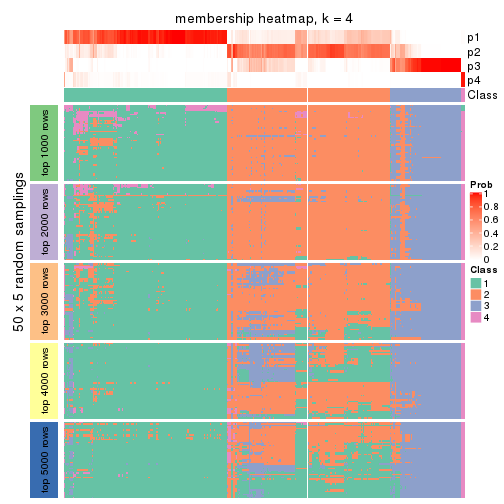 membership heatmap, k = 4
p1
p2
p3
p4
Class
50 x 5 random samplings
top 1000 rows
top 2000 rows
top 3000 rows
top 4000 rows
top 5000 rows
Prob
1
0.8
0.6
0.4
0.2
0
Class
1
2
3
4